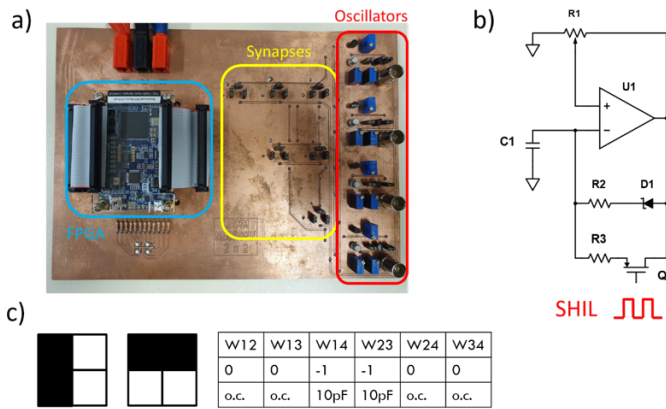 a)
Oscillators
Synapses
FPGA
b)
R1
U1
+
−
C1
R2
D1
R3
Q
SHIL
c)
W12 W13 W14 W23 W24 W34
0 0 -1 -1 0 0
o.c. o.c. 10pF 10pF o.c. o.c.